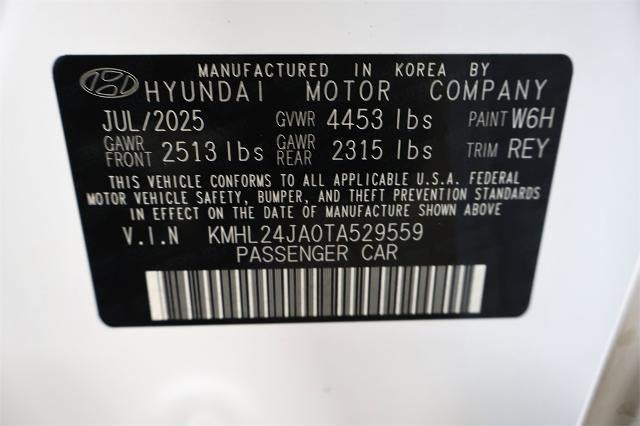 MANUFACTURED IN KOREA BY
HYUNDAI MOTOR COMPANY
JUL/2025 GVWR 4453 lbs PAINT W6H
GAWR FRONT 2513 lbs GAWR REAR 2315 lbs TRIM REY
THIS VEHICLE CONFORMS TO ALL APPLICABLE U.S.A. FEDERAL
MOTOR VEHICLE SAFETY, BUMPER, AND THEFT PREVENTION STANDARDS
IN EFFECT ON THE DATE OF MANUFACTURE SHOWN ABOVE
V.I.N KMHL24JA0TA529559
PASSENGER CAR